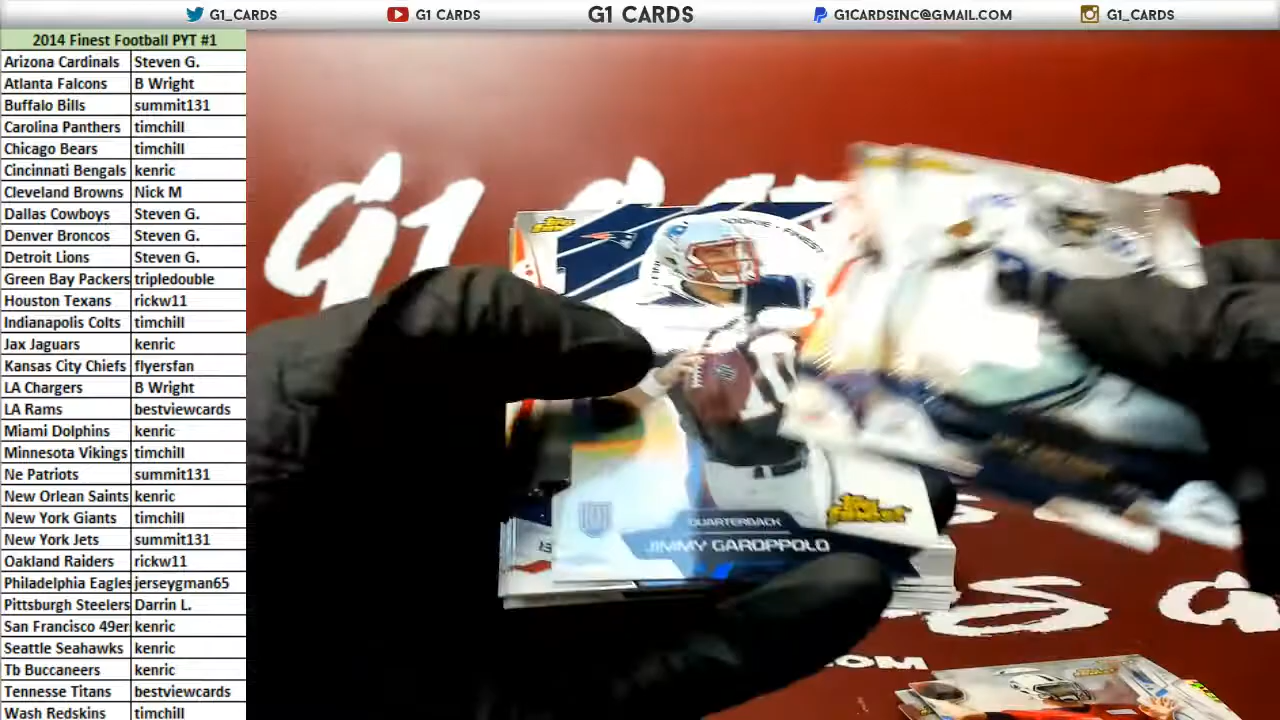 G1_CARDS
G1 CARDS
G1 CARDS
G1CARDSINC@GMAIL.COM
G1_CARDS
2014 Finest Football PYT #1
Arizona Cardinals Steven G.
Atlanta Falcons B Wright
Buffalo Bills summit131
Carolina Panthers timchill
Chicago Bears timchill
Cincinnati Bengals kenric
Cleveland Browns Nick M
Dallas Cowboys Steven G.
Denver Broncos Steven G.
Detroit Lions Steven G.
Green Bay Packers tripledouble
Houston Texans rickw11
Indianapolis Colts timchill
Jax Jaguars kenric
Kansas City Chiefs flyersfan
LA Chargers B Wright
LA Rams bestviewcards
Miami Dolphins kenric
Minnesota Vikings timchill
Ne Patriots summit131
New Orlean Saints kenric
New York Giants timchill
New York Jets summit131
Oakland Raiders rickw11
Philadelphia Eagles jerseygman65
Pittsburgh Steelers Darrin L.
San Francisco 49er kenric
Seattle Seahawks kenric
Tb Buccaneers kenric
Tennesse Titans bestviewcards
Wash Redskins timchill
G1
ROOKIE • FINEST
10
QUARTERBACK
JIMMY GAROPPOLO